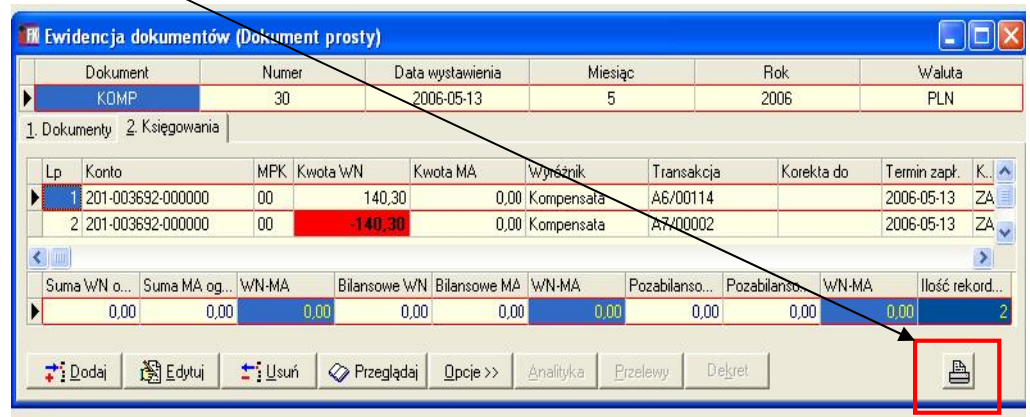 FK Ewidencja dokumentów (Dokument prosty)
Dokument Numer Data wystawienia Miesiąc Rok Waluta
KOMP 30 2006-05-13 5 2006 PLN
1. Dokumenty 2. Księgowania
Lp Konto MPK Kwota WN Kwota MA Wyróżnik Transakcja Korekta do Termin zapł. K..
1 201-003692-000000 00 140,30 0,00 Kompensata A6/00114 2006-05-13 ZA
2 201-003692-000000 00 -140,30 0,00 Kompensata A7/00002 2006-05-13 ZA
Suma WN o... Suma MA og... WN-MA Bilansowe WN Bilansowe MA WN-MA Pozabilanso... Pozabilanso... WN-MA Ilość rekord...
0,00 0,00 0,00 0,00 0,00 0,00 0,00 0,00 0,00 2
Dodaj Edytuj Usuń Przeglądaj Opcje >> Analityka Przelewy Dekret